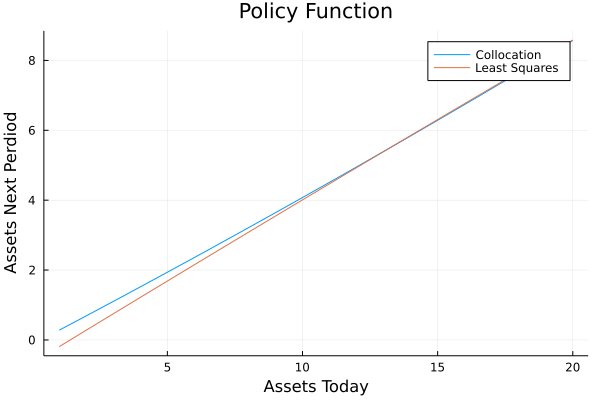 Policy Function
Collocation
Least Squares
Assets Next Perdiod
8
6
4
2
0
5
10
15
20
Assets Today